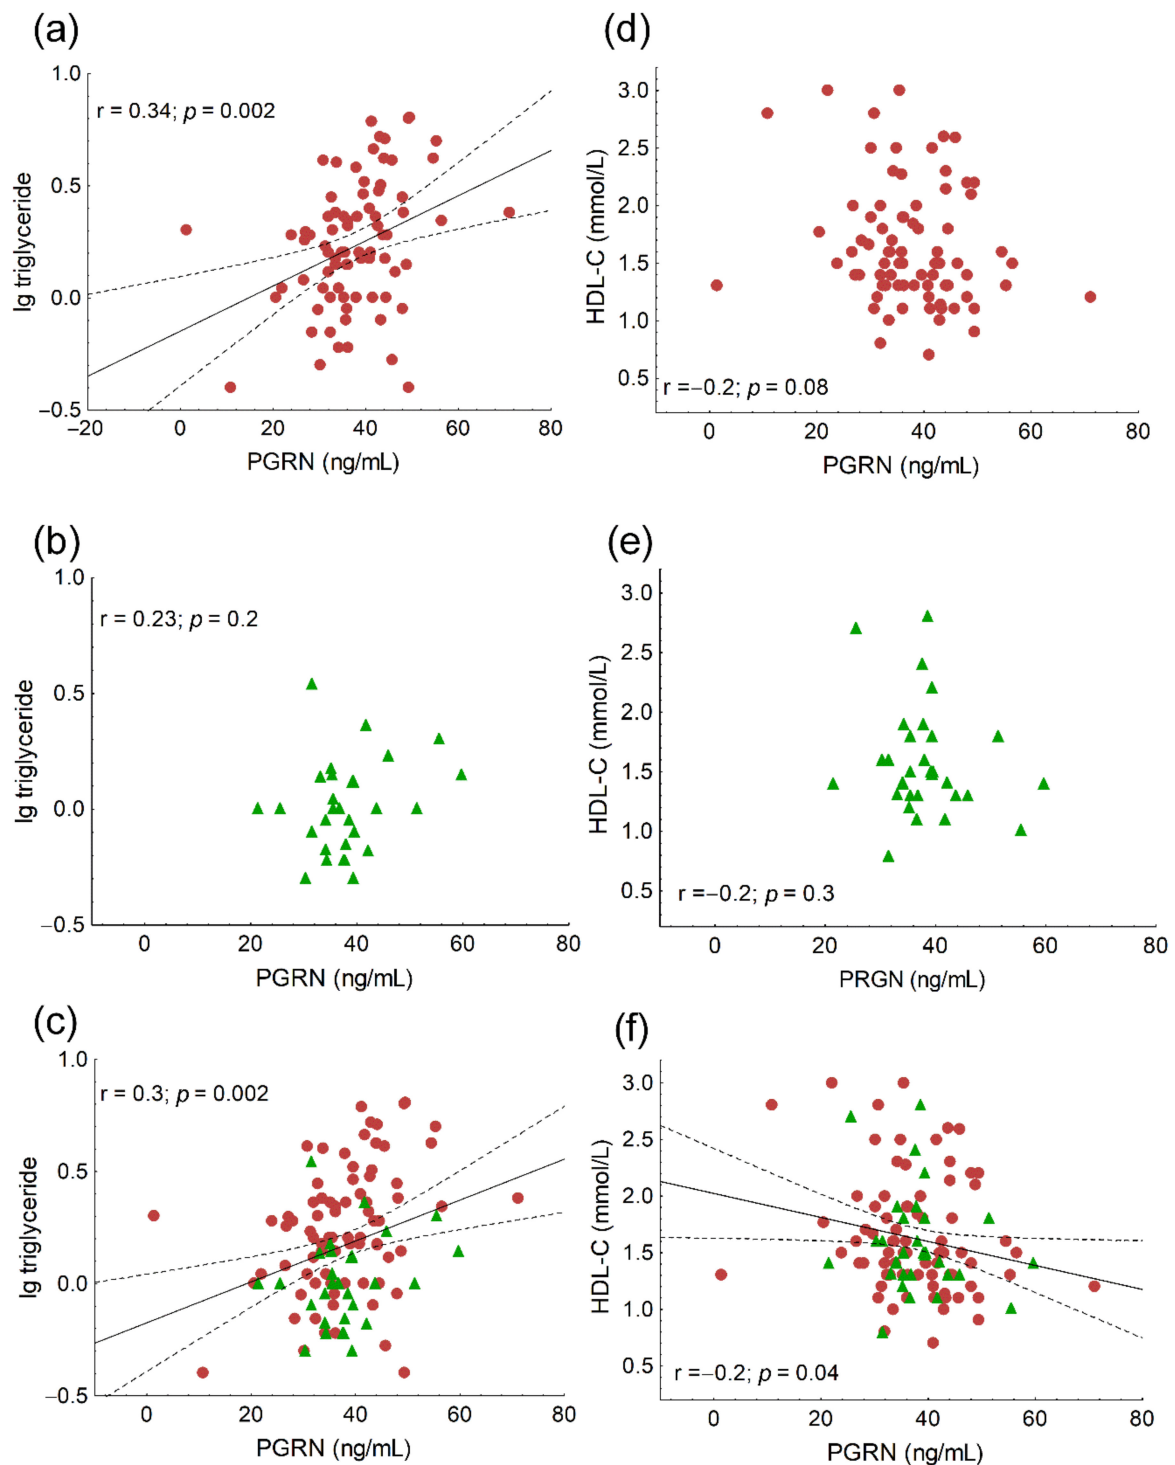 (a)
1.0
0.5
0.0
−0.5
lg triglyceride
r = 0.34; p = 0.002
−20
0
20
40
60
80
PGRN (ng/mL)
(d)
3.0
2.5
2.0
1.5
1.0
0.5
HDL-C (mmol/L)
r =−0.2; p = 0.08
0
20
40
60
80
PGRN (ng/mL)
(b)
1.0
0.5
0.0
−0.5
lg triglyceride
r = 0.23; p = 0.2
0
20
40
60
80
PGRN (ng/mL)
(e)
3.0
2.5
2.0
1.5
1.0
0.5
HDL-C (mmol/L)
r =−0.2; p = 0.3
0
20
40
60
80
PRGN (ng/mL)
(c)
1.0
0.5
0.0
−0.5
lg triglyceride
r = 0.3; p = 0.002
0
20
40
60
80
PGRN (ng/mL)
(f)
3.0
2.5
2.0
1.5
1.0
0.5
HDL-C (mmol/L)
r =−0.2; p = 0.04
0
20
40
60
80
PGRN (ng/mL)